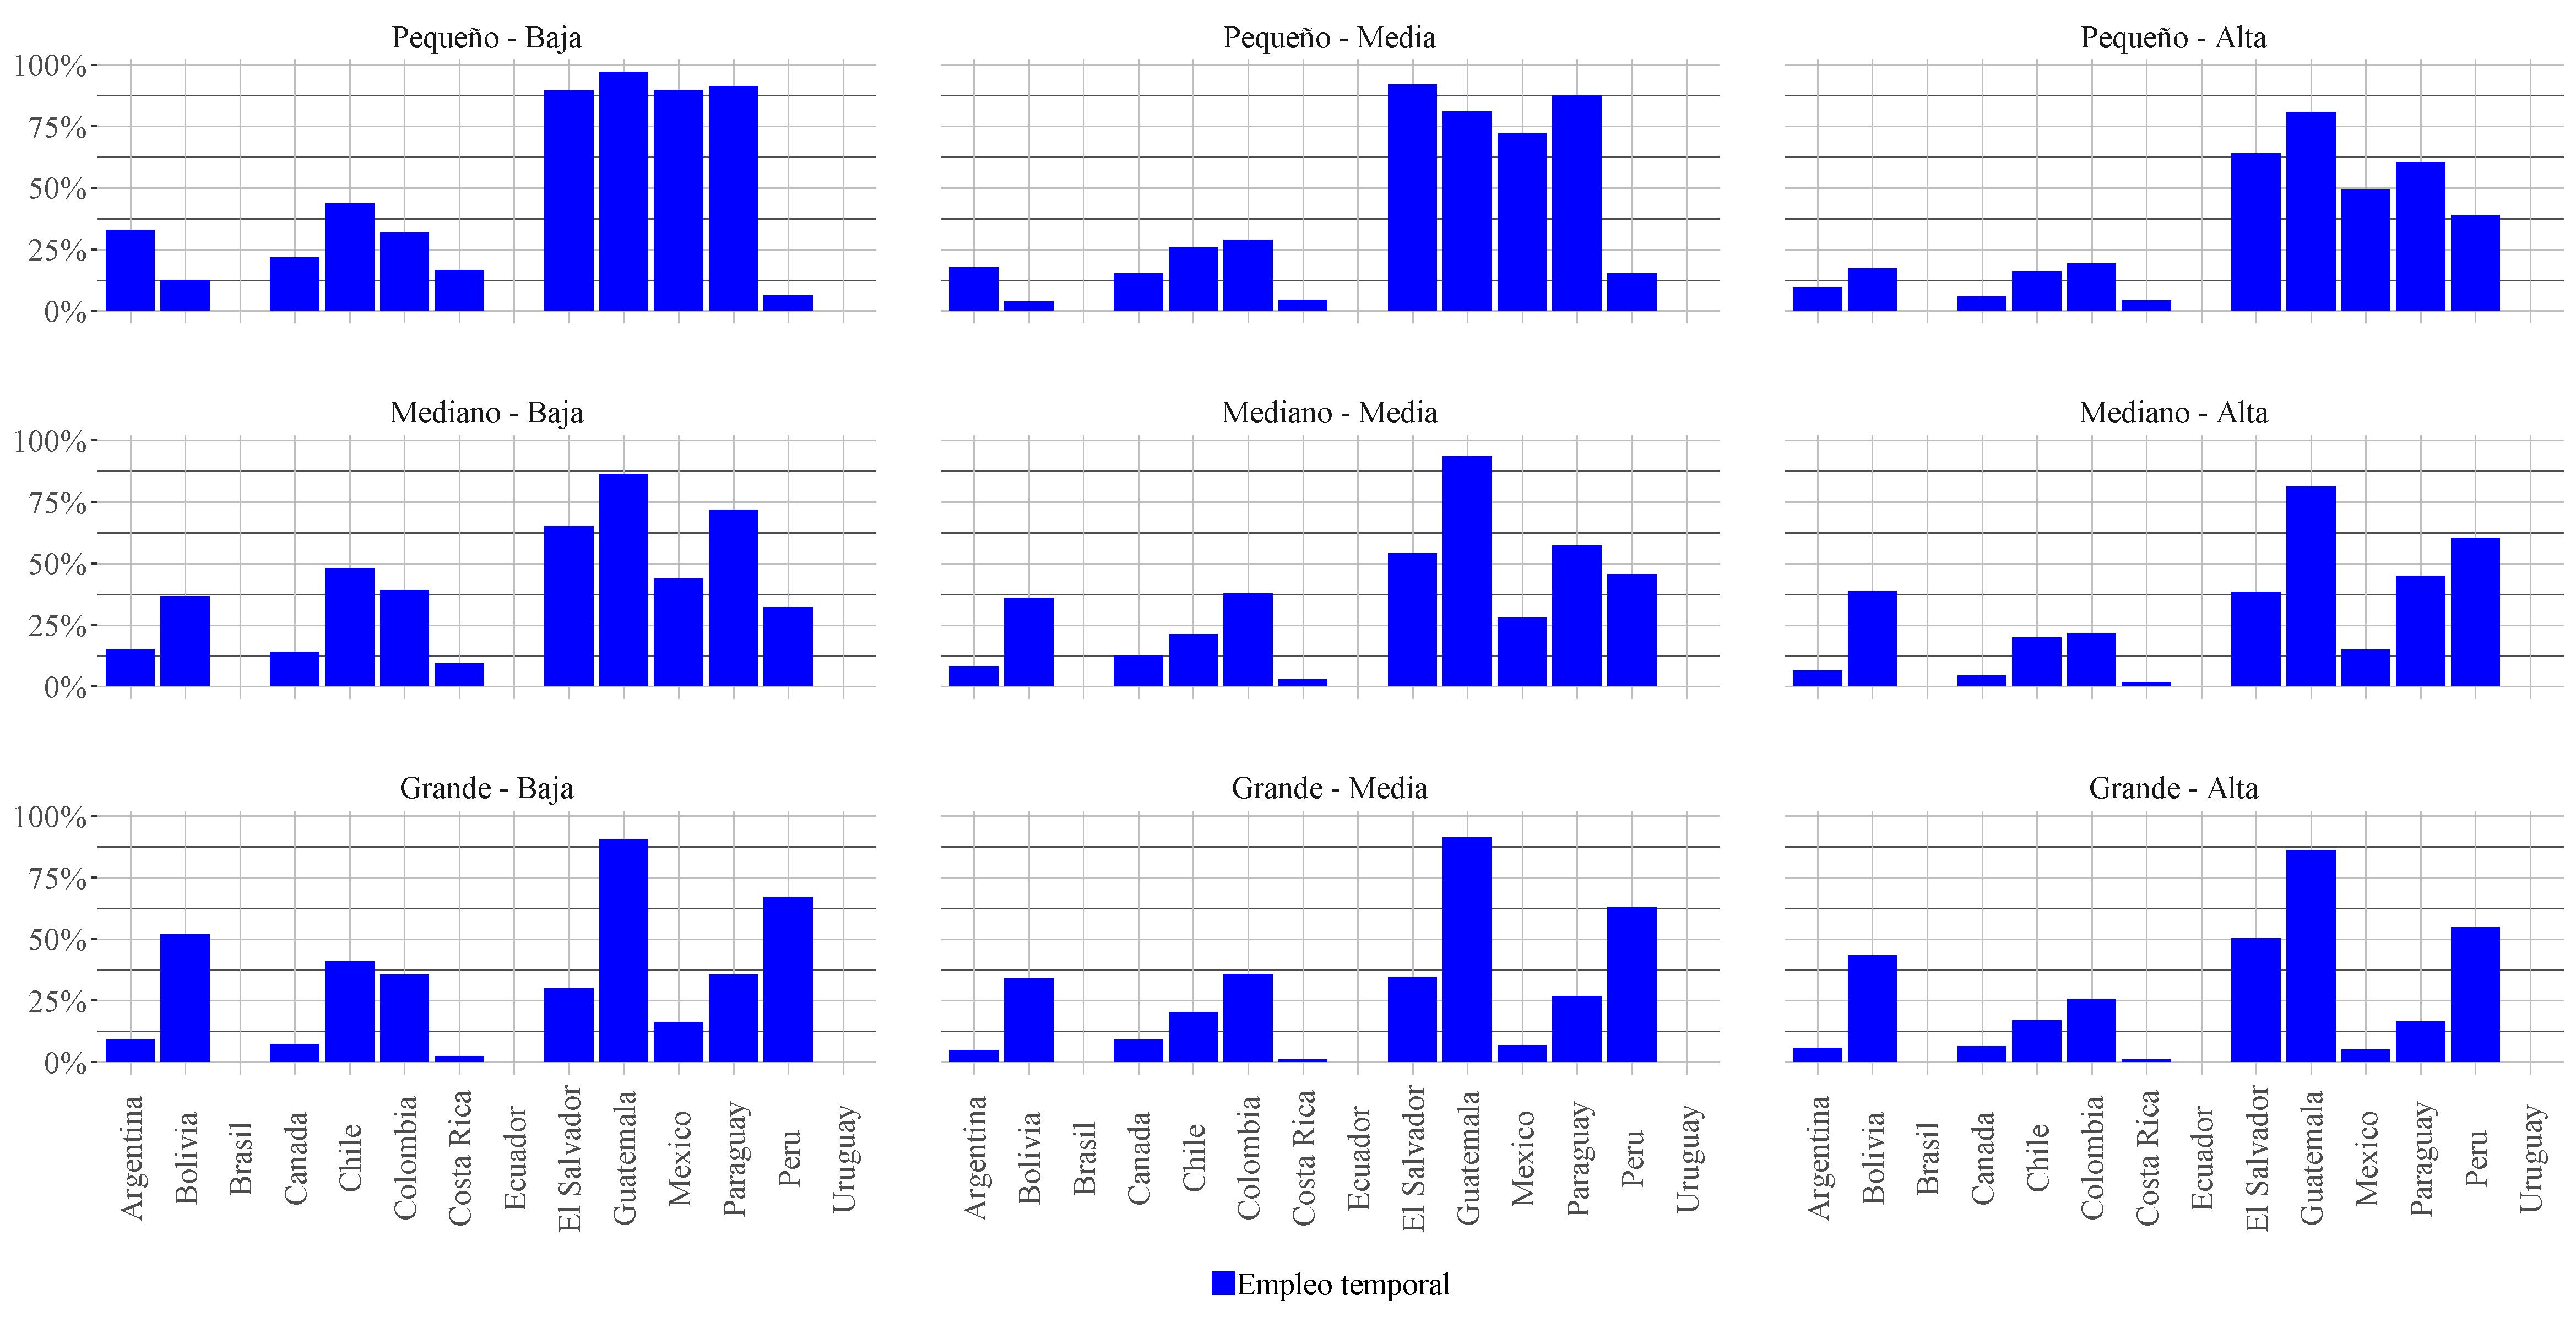 Pequeño - Baja
Pequeño - Media
Pequeño - Alta
100%
75%
50%
25%
0%
Mediano - Baja
Mediano - Media
Mediano - Alta
100%
75%
50%
25%
0%
Grande - Baja
Grande - Media
Grande - Alta
100%
75%
50%
25%
0%
Argentina
Bolivia
Brasil
Canada
Chile
Colombia
Costa Rica
Ecuador
El Salvador
Guatemala
Mexico
Paraguay
Peru
Uruguay
Argentina
Bolivia
Brasil
Canada
Chile
Colombia
Costa Rica
Ecuador
El Salvador
Guatemala
Mexico
Paraguay
Peru
Uruguay
Argentina
Bolivia
Brasil
Canada
Chile
Colombia
Costa Rica
Ecuador
El Salvador
Guatemala
Mexico
Paraguay
Peru
Uruguay
Empleo temporal